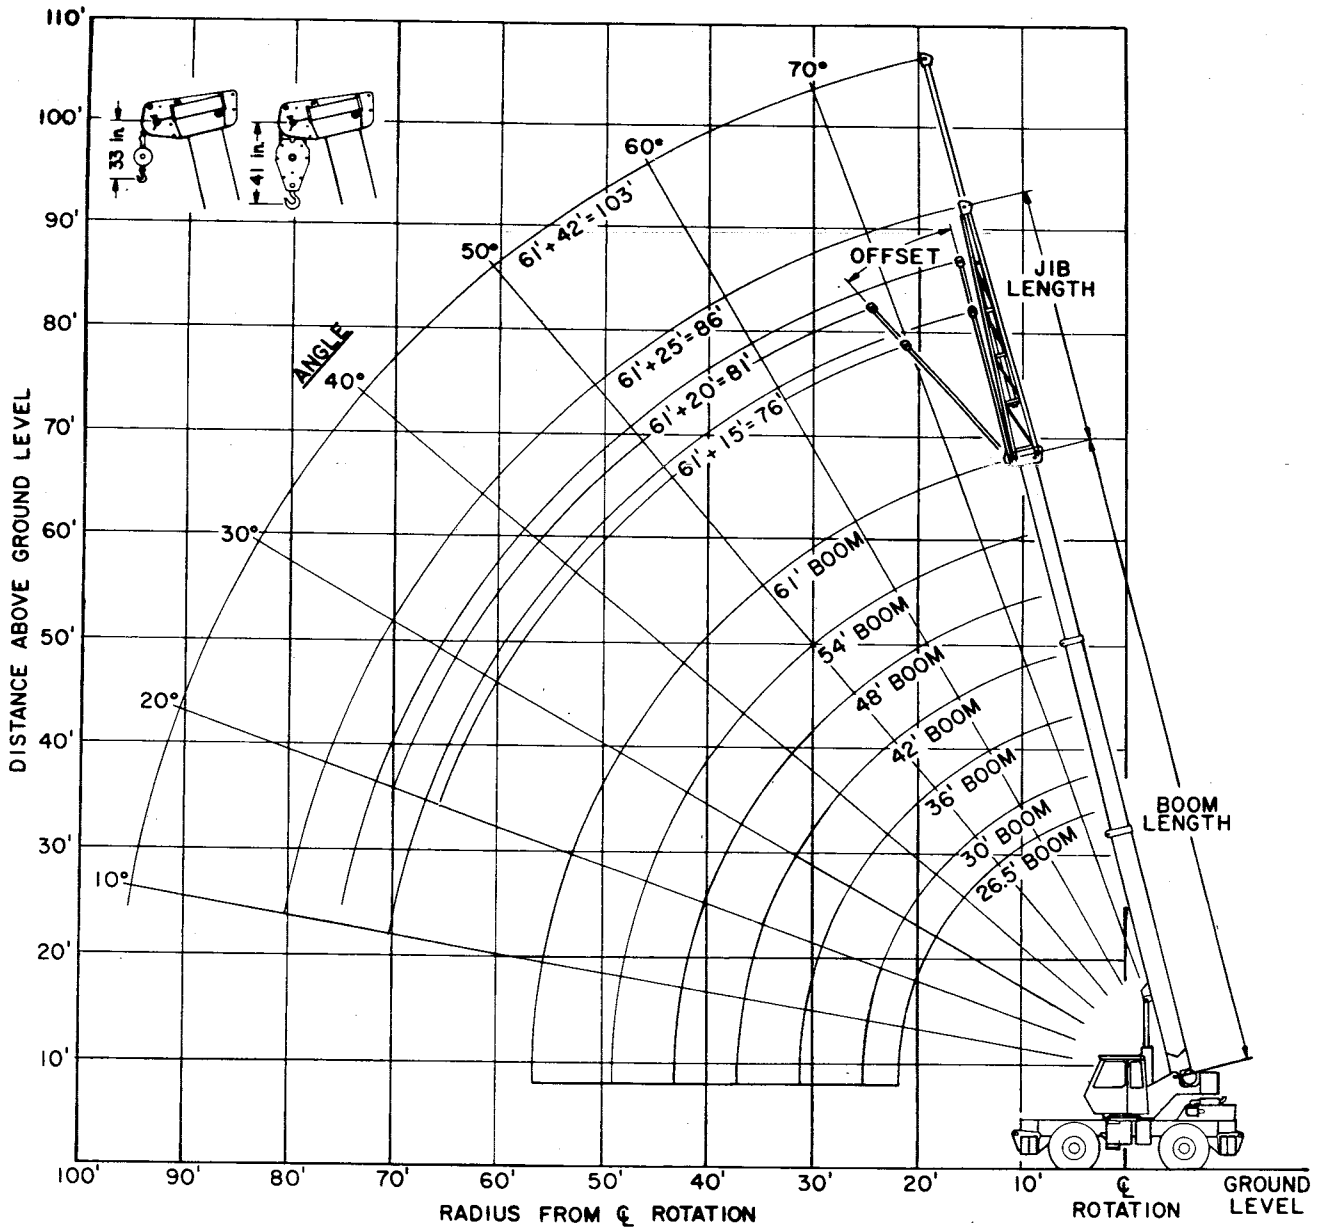 110'
100'
90'
80'
70'
60'
50'
40'
30'
20'
10'
DISTANCE ABOVE GROUND LEVEL
33 in.
41 in.
ANGLE
70°
60°
50°
40°
30°
20°
10°
61'+42'=103'
61'+25'=86'
61'+20'=81'
61'+15'=76'
OFFSET
JIB
LENGTH
61' BOOM
54' BOOM
48' BOOM
42' BOOM
36' BOOM
30' BOOM
26.5' BOOM
BOOM
LENGTH
100'
90'
80'
70'
60'
50'
40'
30'
20'
10'
℄
ROTATION
GROUND
LEVEL
RADIUS FROM ℄ ROTATION